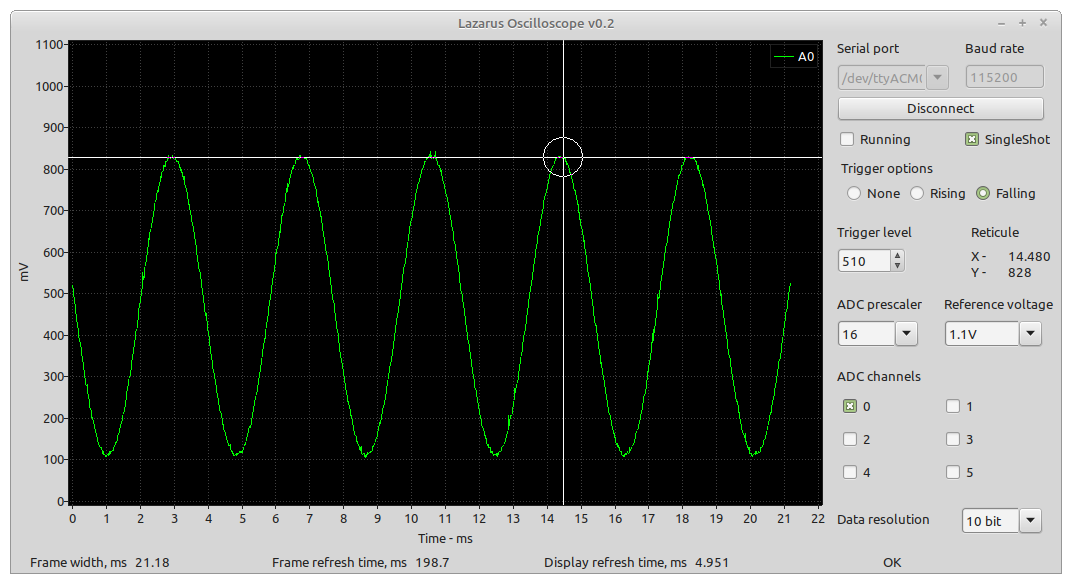 Lazarus Oscilloscope v0.2
1100
1000
900
800
700
600
500
400
300
200
100
0
mV
A0
0 1 2 3 4 5 6 7 8 9 10 11 12 13 14 15 16 17 18 19 20 21 22
Time - ms
Serial port Baud rate
/dev/ttyACM 115200
Disconnect
Running SingleShot
Trigger options
None Rising Falling
Trigger level Reticule
X - 14.480
510
Y - 828
ADC prescaler Reference voltage
16 1.1V
ADC channels
0 1
2 3
4 5
Data resolution 10 bit
Frame width, ms 21.18 Frame refresh time, ms 198.7 Display refresh time, ms 4.951 OK